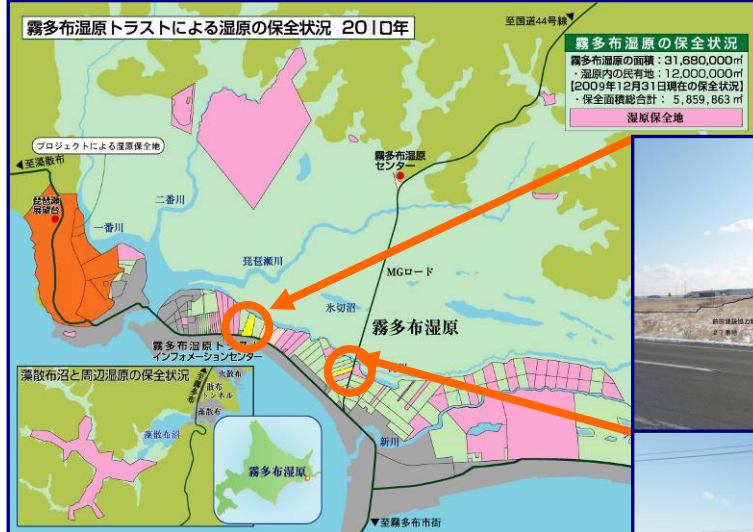 霧多布湿原トラストによる湿原の保全状況 2010年
至国道44号線
霧多布湿原の保全状況
霧多布湿原の面積：31,680,000㎡
・湿原内の民有地：12,000,000㎡
【2009年12月31日現在の保全状況】
・保全面積総合計： 5,859,863㎡
湿原保全地
プロジェクトによる湿原保全地
至藻散布
霧多布湿原
センター
琵琶瀬
展望台
二番川
一番川
琵琶瀬川
MGロード
氷切沼
霧多布湿原
霧多布湿原トラスト
インフォメーションセンター
藻散布沼と周辺湿原の保全状況
至霧多布
火散布
散布
トンネル
藻散布
藻散布沼
新川
霧多布湿原
至霧多布市街